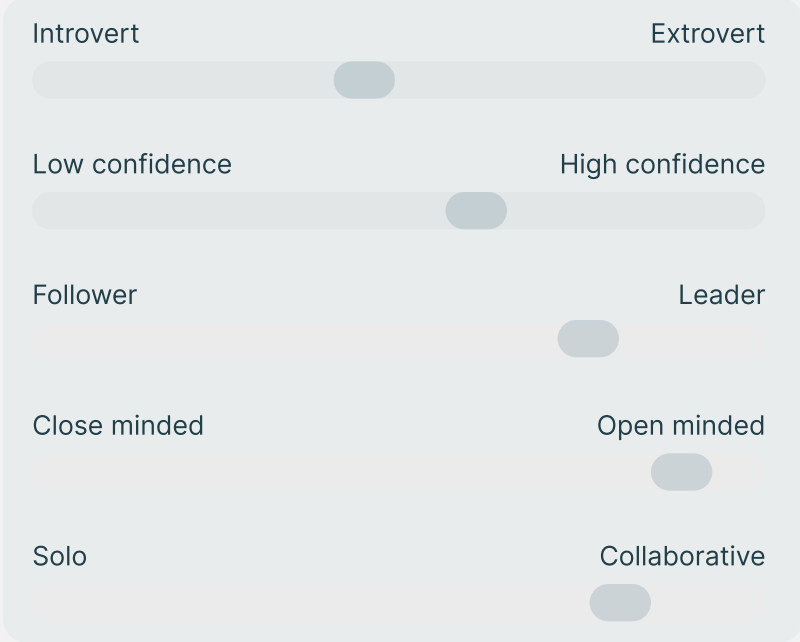 Introvert Extrovert
Low confidence High confidence
Follower Leader
Close minded Open minded
Solo Collaborative